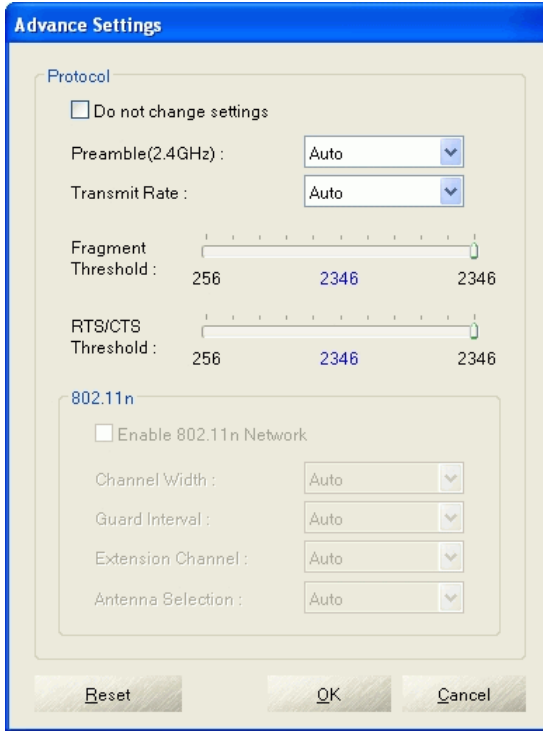 Advance Settings
Protocol
Do not change settings
Preamble(2.4GHz) : Auto
Transmit Rate : Auto
Fragment
Threshold :
256 2346 2346
RTS/CTS
Threshold :
256 2346 2346
802.11n
Enable 802.11n Network
Channel Width : Auto
Guard Interval : Auto
Extension Channel : Auto
Antenna Selection : Auto
Reset OK Cancel